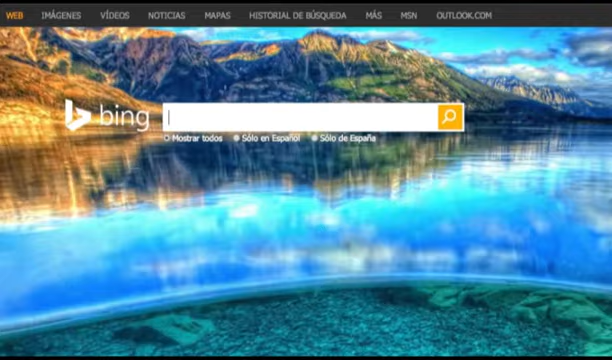 WEB IMÁGENES VÍDEOS NOTICIAS MAPAS HISTORIAL DE BÚSQUEDA MÁS MSN OUTLOOK.COM
bing
Mostrar todos Sólo en Español Sólo de España